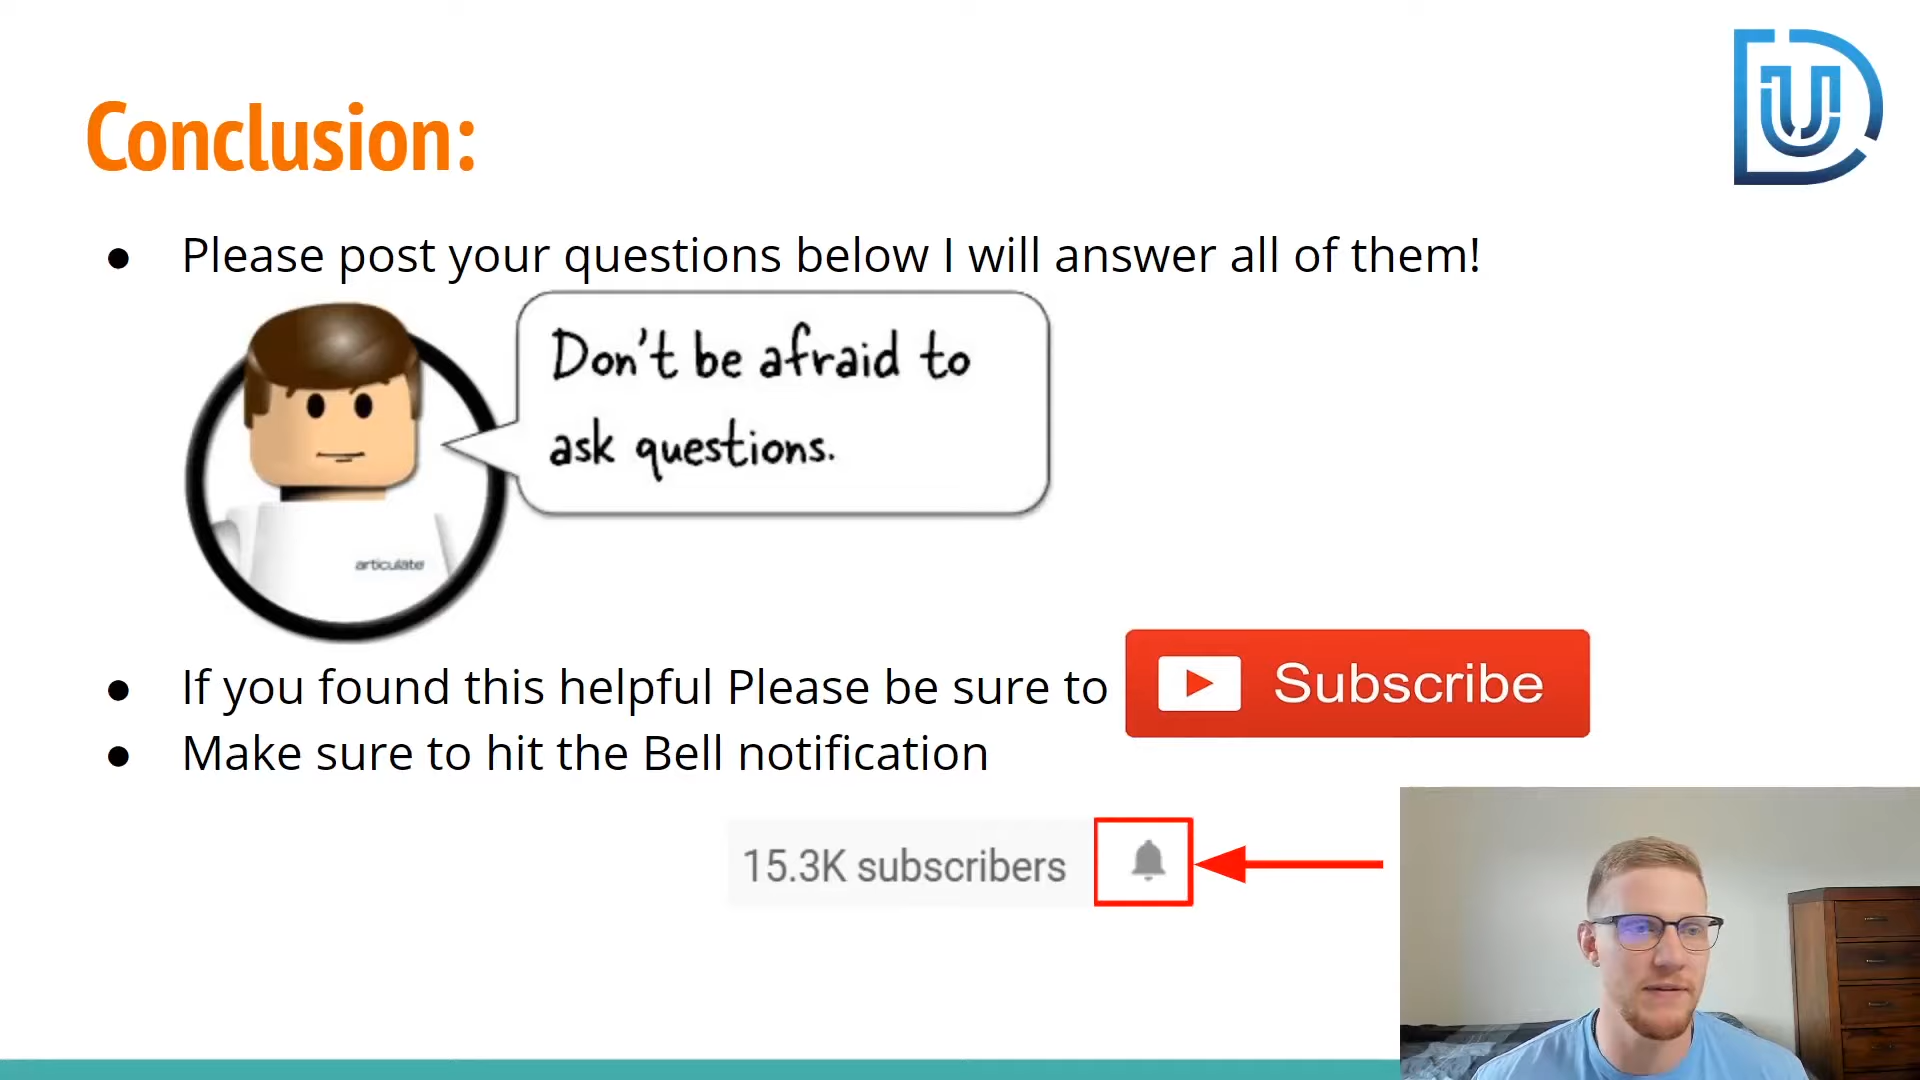 Conclusion:
● Please post your questions below I will answer all of them!
Don't be afraid to
ask questions.
articulate
● If you found this helpful Please be sure to
Subscribe
● Make sure to hit the Bell notification
15.3K subscribers